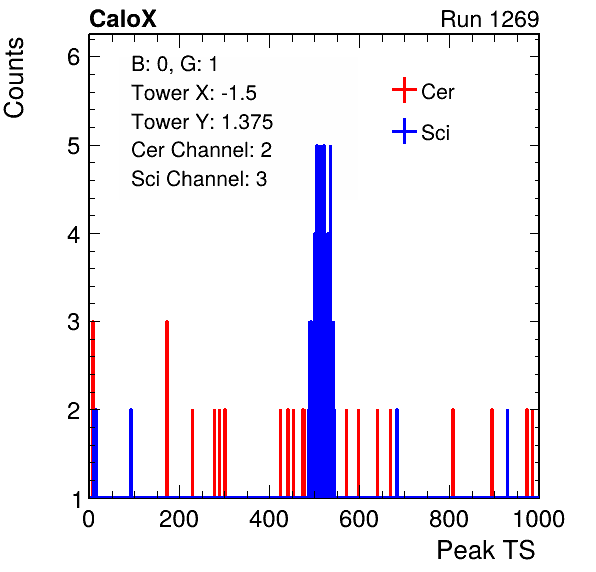 CaloX Run 1269
Counts
B: 0, G: 1
Tower X: -1.5
Tower Y: 1.375
Cer Channel: 2
Sci Channel: 3
Cer
Sci
6
5
4
3
2
1
0 200 400 600 800 1000
Peak TS